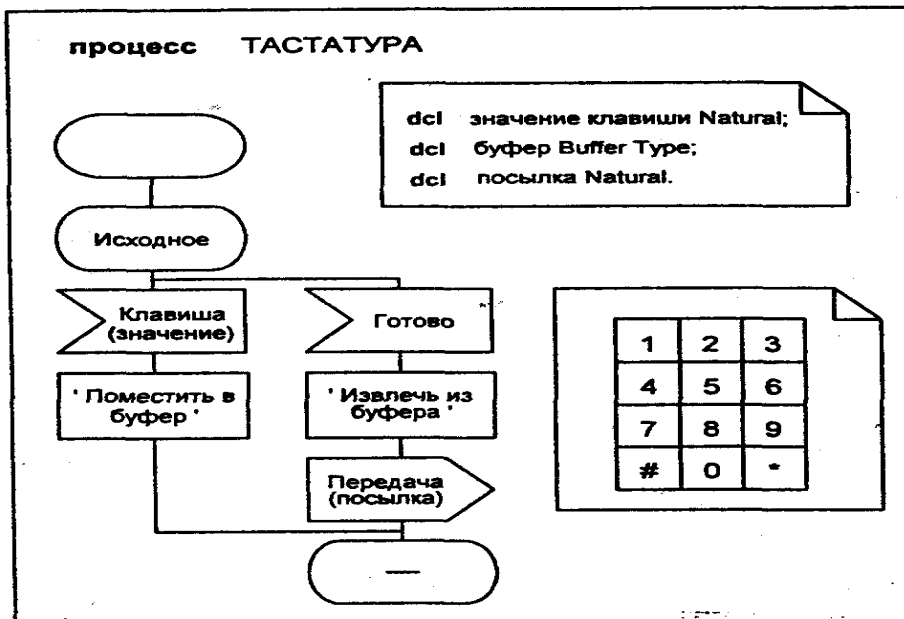 процесс ТАСТАТУРА
dcl значение клавиши Natural;
dcl буфер Buffer Type;
dcl посылка Natural.
Исходное
Клавиша
(значение)
Готово
' Поместить в
буфер '
' Извлечь из
буфера '
Передача
(посылка)
—
1 2 3
4 5 6
7 8 9
# 0 *